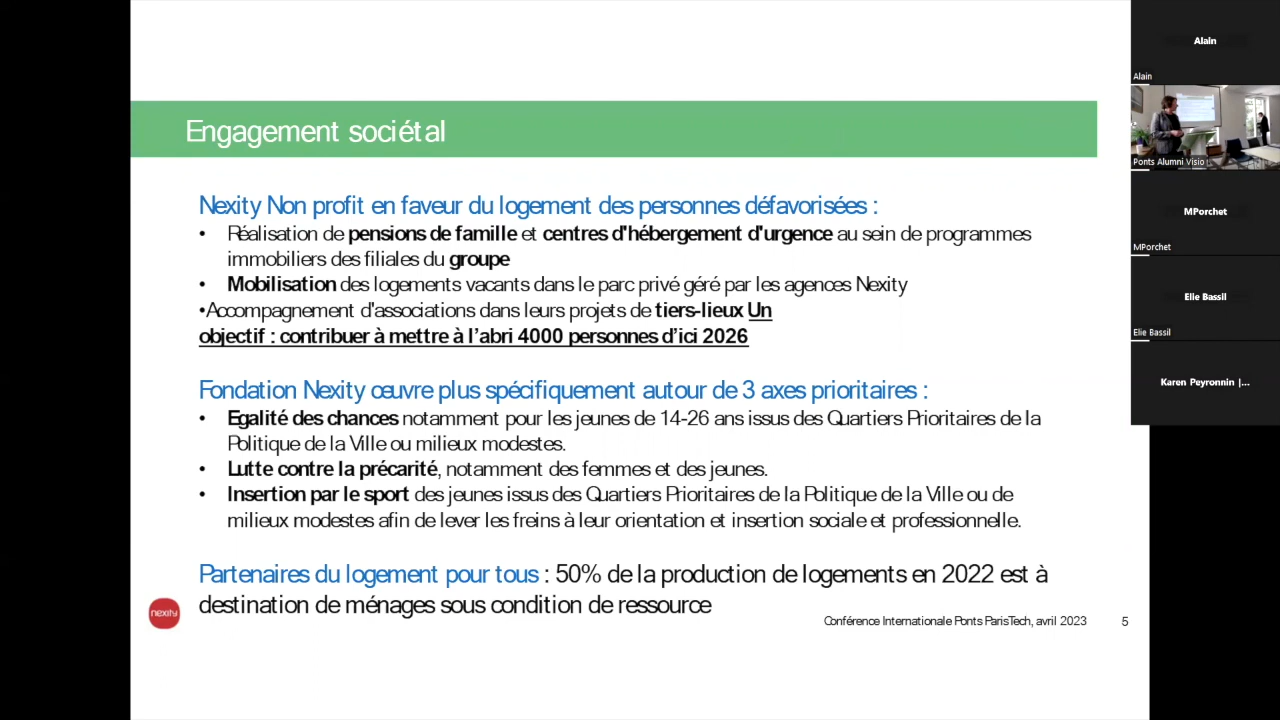 Engagement sociétal
Nexity Non profit en faveur du logement des personnes défavorisées :
• Réalisation de pensions de famille et centres d'hébergement d'urgence au sein de programmes
immobiliers des filiales du groupe
• Mobilisation des logements vacants dans le parc privé géré par les agences Nexity
•Accompagnement d'associations dans leurs projets de tiers-lieux Un
objectif : contribuer à mettre à l'abri 4000 personnes d'ici 2026
Fondation Nexity œuvre plus spécifiquement autour de 3 axes prioritaires :
• Egalité des chances notamment pour les jeunes de 14-26 ans issus des Quartiers Prioritaires de la
Politique de la Ville ou milieux modestes.
• Lutte contre la précarité, notamment des femmes et des jeunes.
• Insertion par le sport des jeunes issus des Quartiers Prioritaires de la Politique de la Ville ou de
milieux modestes afin de lever les freins à leur orientation et insertion sociale et professionnelle.
Partenaires du logement pour tous : 50% de la production de logements en 2022 est à
destination de ménages sous condition de ressource
nexity
Conférence Internationale Ponts ParisTech, avril 2023
5
Alain
Alain
Ponts Alumni Visio
MPorchet
MPorchet
Elie Bassil
Elie Bassil
Karen Peyronnin |...